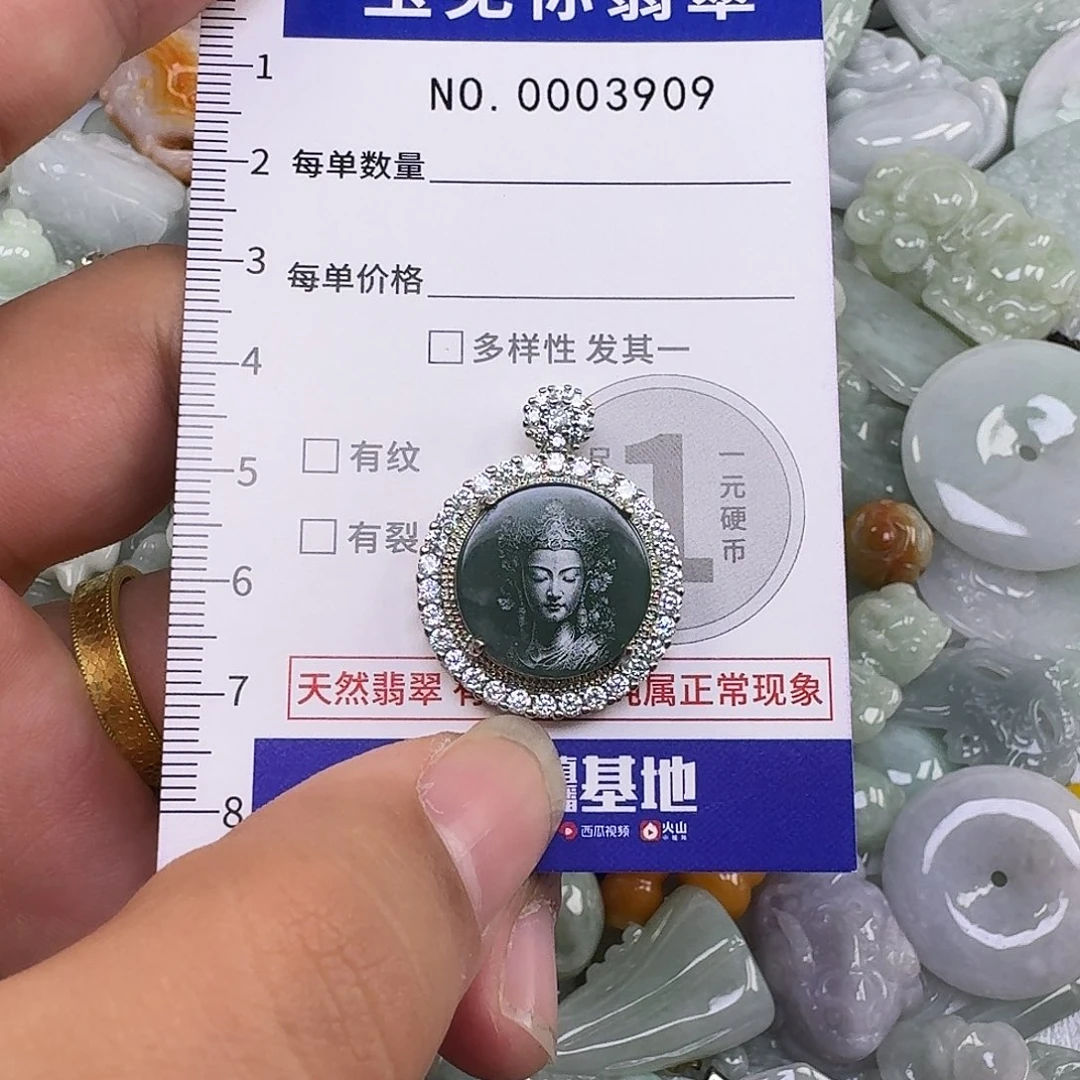 1
NO. 0003909
2
每单数量
3
每单价格
4
多样性 发其一
5
有纹
一元硬币
1
有裂
6
7
天然翡翠 有
属正常现象
基地
8
西瓜视频
火山